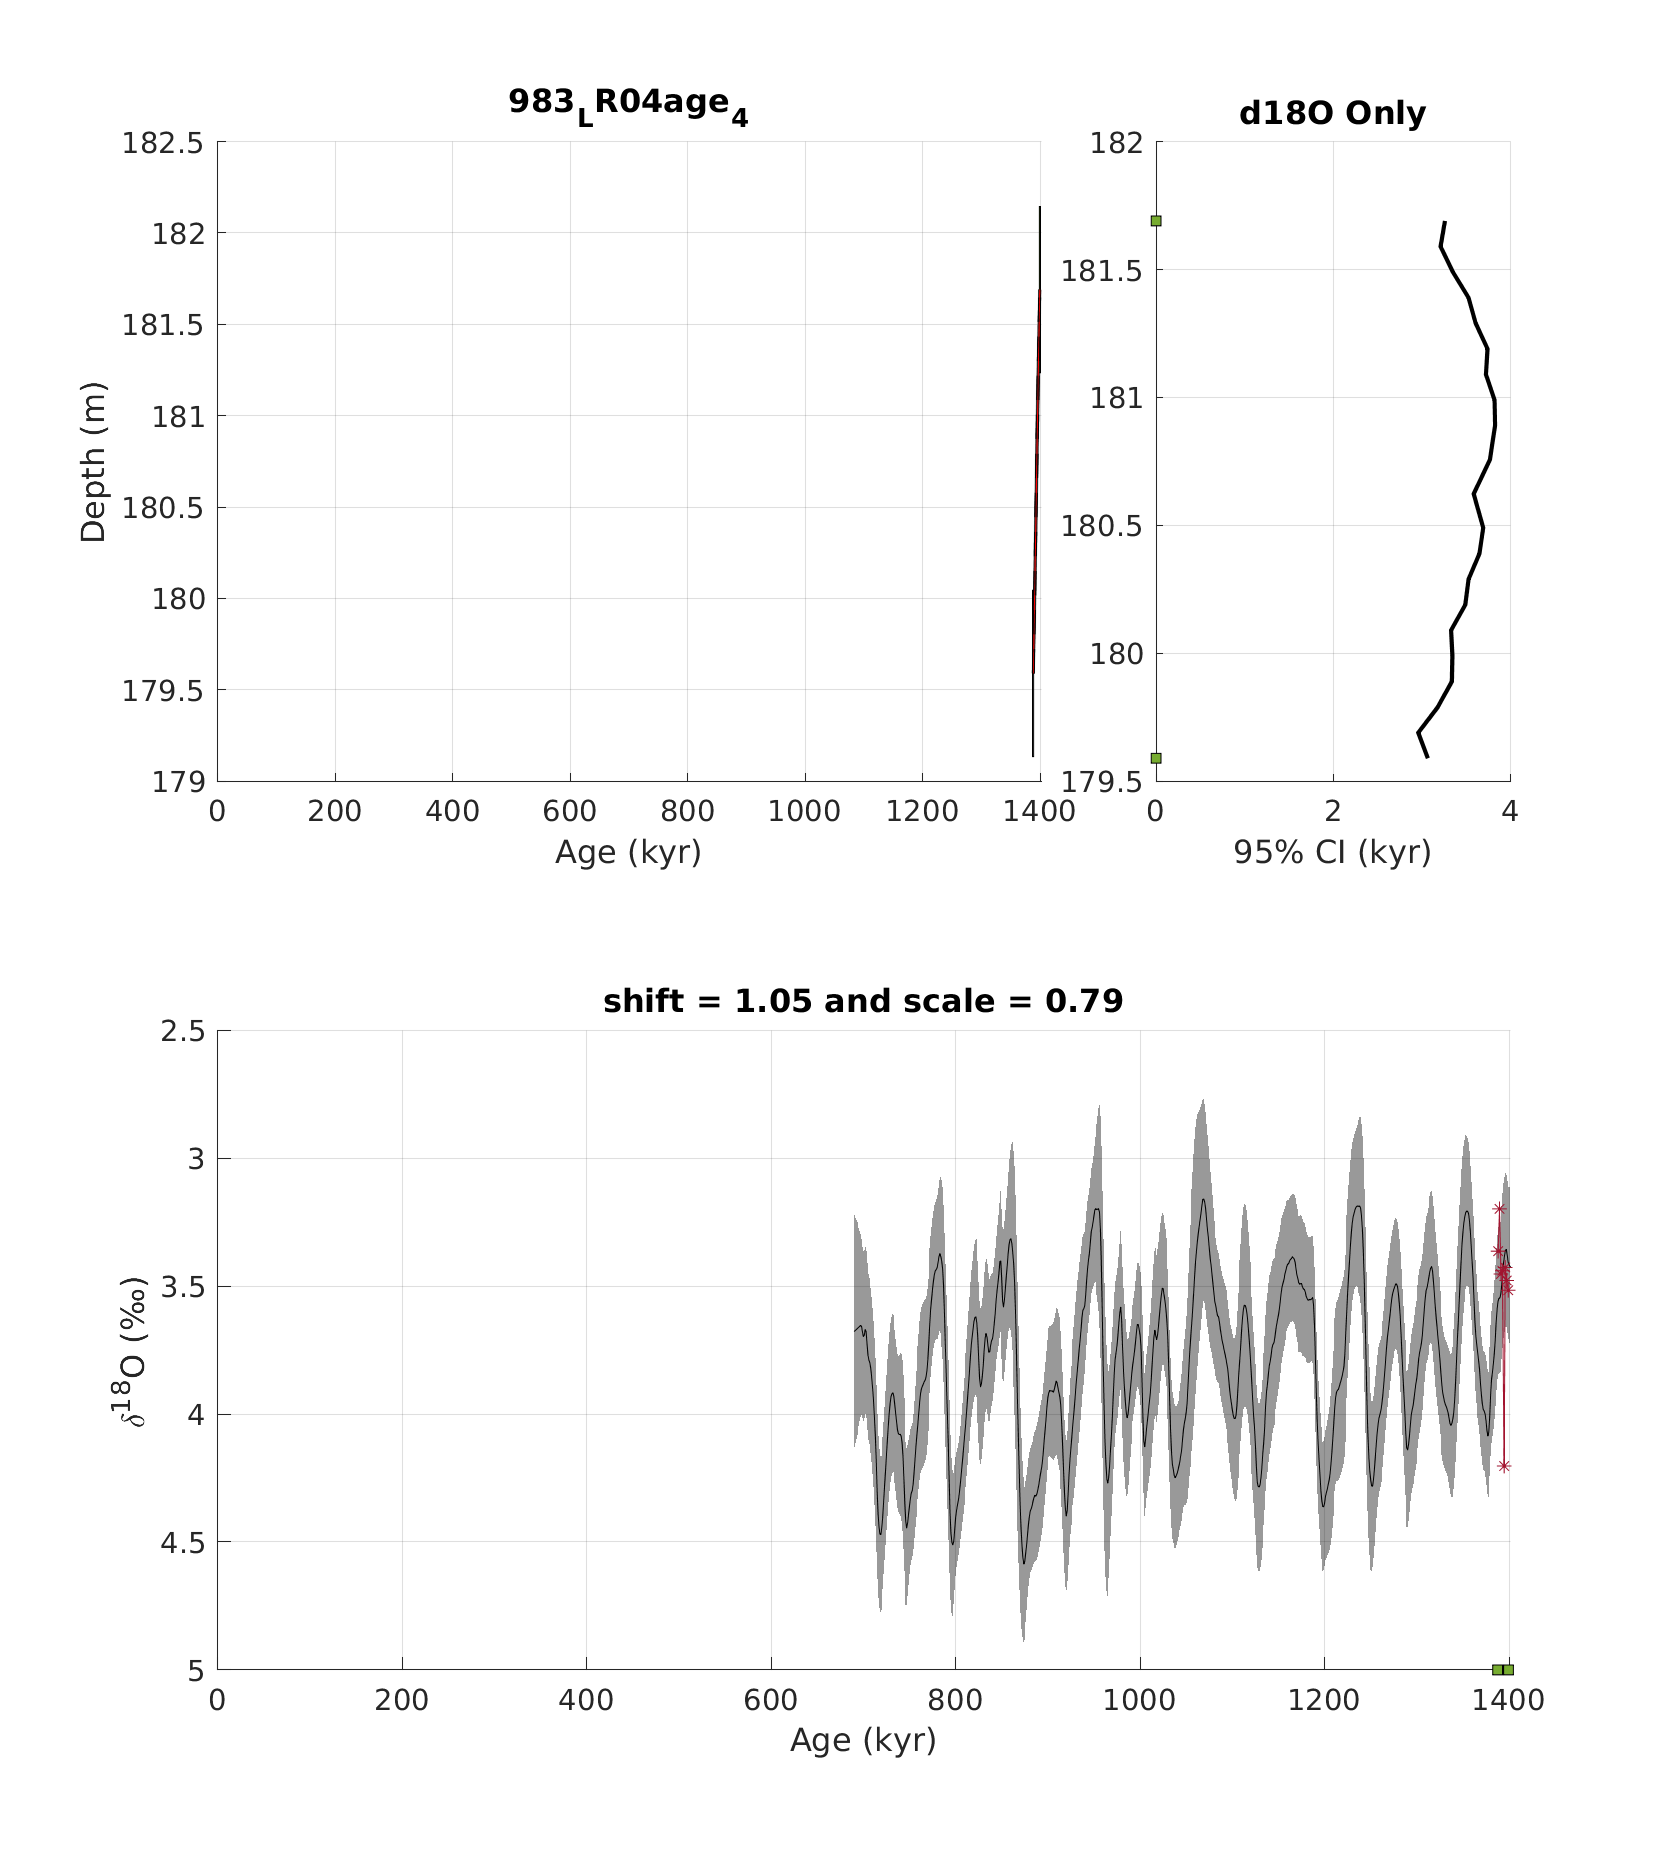 983LR04age4
d18O Only
182.5
182
181.5
181
180.5
180
179.5
179
Depth (m)
0 200 400 600 800 1000 1200 1400
Age (kyr)
182
181.5
181
180.5
180
179.5
0 2 4
95% CI (kyr)
shift = 1.05 and scale = 0.79
2.5
3
3.5
4
4.5
5
δ18O (‰)
0 200 400 600 800 1000 1200 1400
Age (kyr)